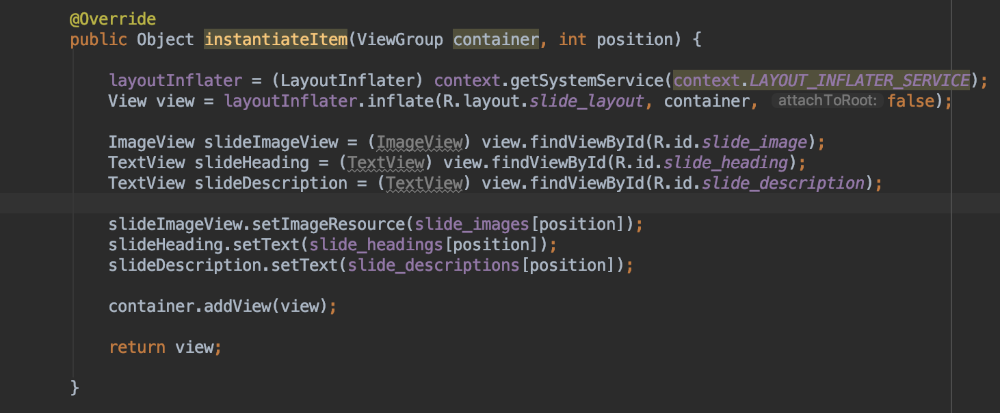 @Override
public Object instantiateItem(ViewGroup container, int position) {
layoutInflater = (LayoutInflater) context.getSystemService(context.LAYOUT_INFLATER_SERVICE);
View view = layoutInflater.inflate(R.layout.slide_layout, container, attachToRoot: false);
ImageView slideImageView = (ImageView) view.findViewById(R.id.slide_image);
TextView slideHeading = (TextView) view.findViewById(R.id.slide_heading);
TextView slideDescription = (TextView) view.findViewById(R.id.slide_description);
slideImageView.setImageResource(slide_images[position]);
slideHeading.setText(slide_headings[position]);
slideDescription.setText(slide_descriptions[position]);
container.addView(view);
return view;
}